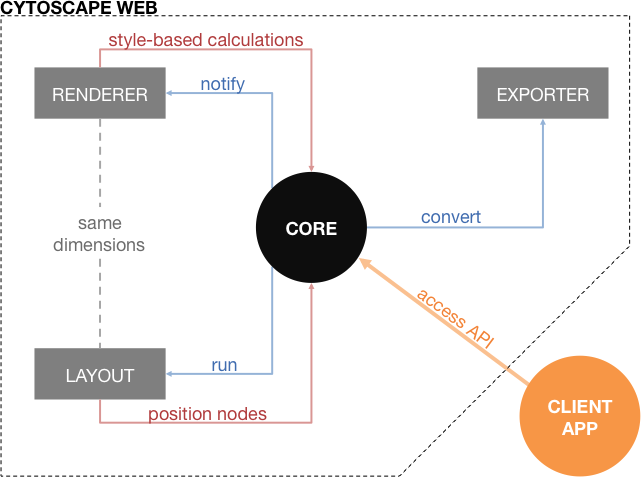 CYTOSCAPE WEB
style-based calculations
RENDERER
notify
EXPORTER
same
dimensions
CORE
convert
access API
LAYOUT
run
position nodes
CLIENT
APP